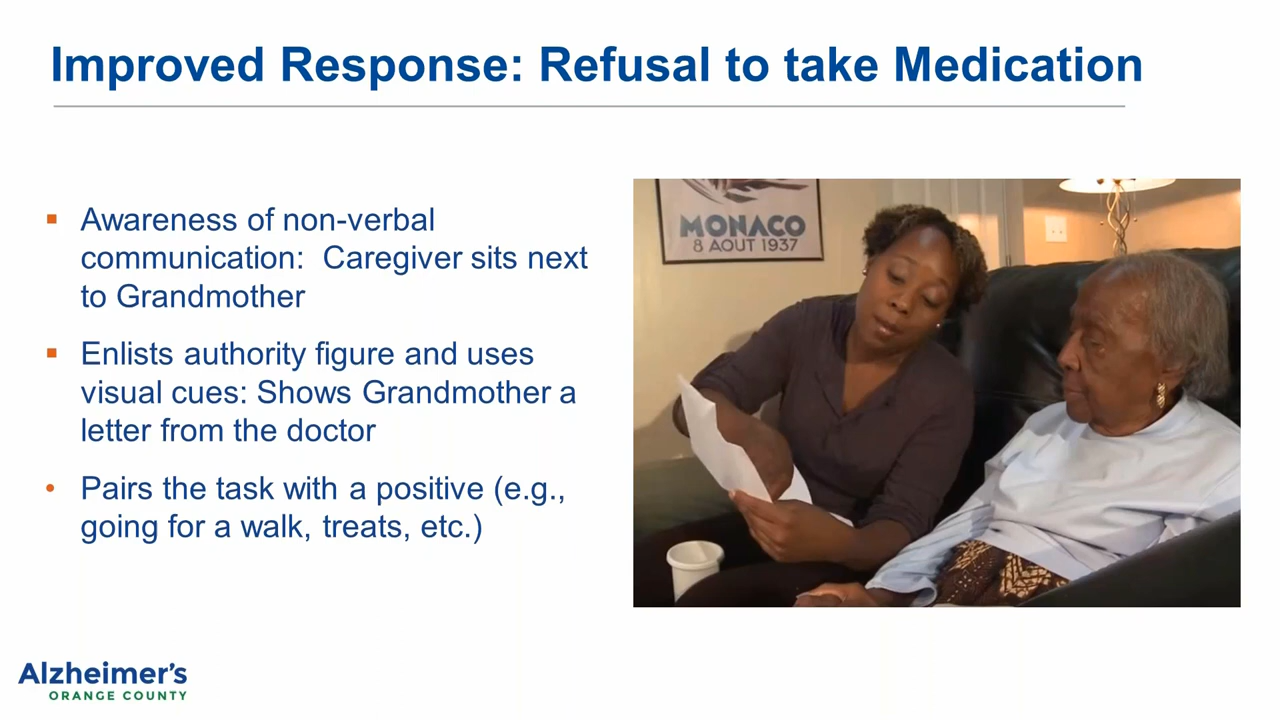 Improved Response: Refusal to take Medication
▪ Awareness of non-verbal
communication:  Caregiver sits next
to Grandmother
▪ Enlists authority figure and uses
visual cues: Shows Grandmother a
letter from the doctor
• Pairs the task with a positive (e.g.,
going for a walk, treats, etc.)
MONACO
8 AOUT 1937
Alzheimer's
ORANGE COUNTY